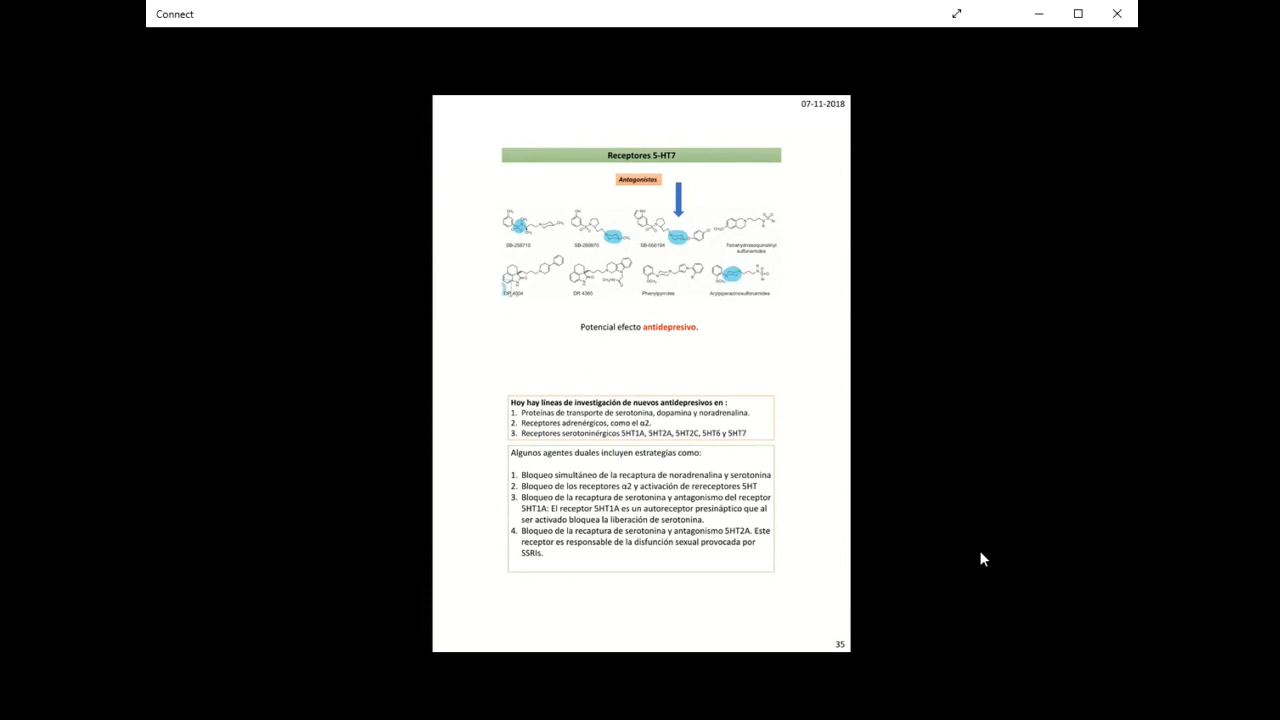 Connect
07-11-2018
Receptores 5-HT7
Antagonistas
SB-258719
Tetrahydroisoquinolinyl
sulfonamides
DR 4004
DR 4365
Phenylpyrroles
Arylpiperazinosulfonamides
Potencial efecto antidepresivo.
Hoy hay líneas de investigación de nuevos antidepresivos en :
1. Proteínas de transporte de serotonina, dopamina y noradrenalina.
2. Receptores adrenérgicos, como el α2.
3. Receptores serotoninérgicos 5HT1A, 5HT2A, 5HT2C, 5HT6 y 5HT7
Algunos agentes duales incluyen estrategias como:
1. Bloqueo simultáneo de la recaptura de noradrenalina y serotonina
2. Bloqueo de los receptores α2 y activación de rereceptores 5HT
3. Bloqueo de la recaptura de serotonina y antagonismo del receptor
5HT1A: El receptor 5HT1A es un autoreceptor presináptico que al
ser activado bloquea la liberación de serotonina.
4. Bloqueo de la recaptura de serotonina y antagonismo 5HT2A. Este
receptor es responsable de la disfunción sexual provocada por
SSRIs.
35